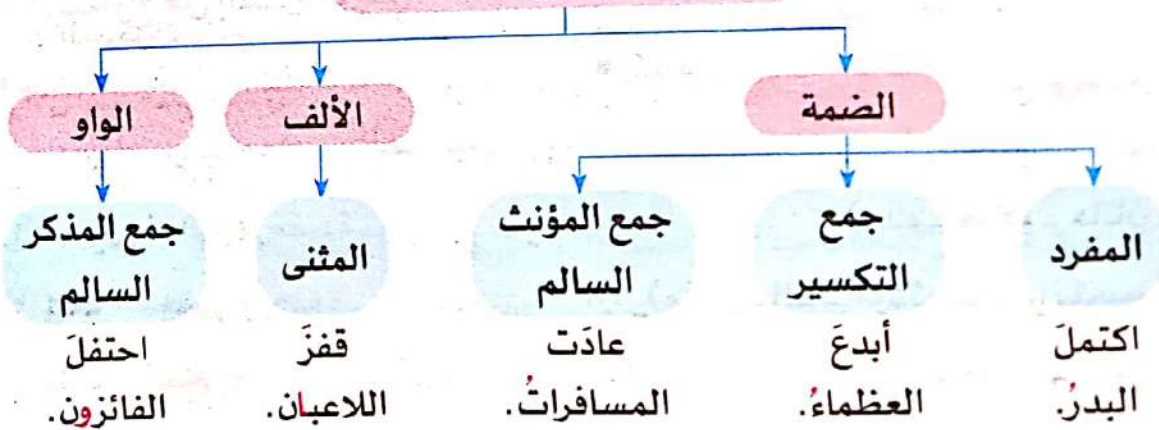 الضمة
الألف
الواو
المفرد
جمع التكسير
جمع المؤنث السالم
المثنى
جمع المذكر السالم
اكتملَ البدرُ.
أبدعَ العظماءُ.
عادَت المسافراتُ.
قفزَ اللاعبان.
احتفلَ الفائزون.